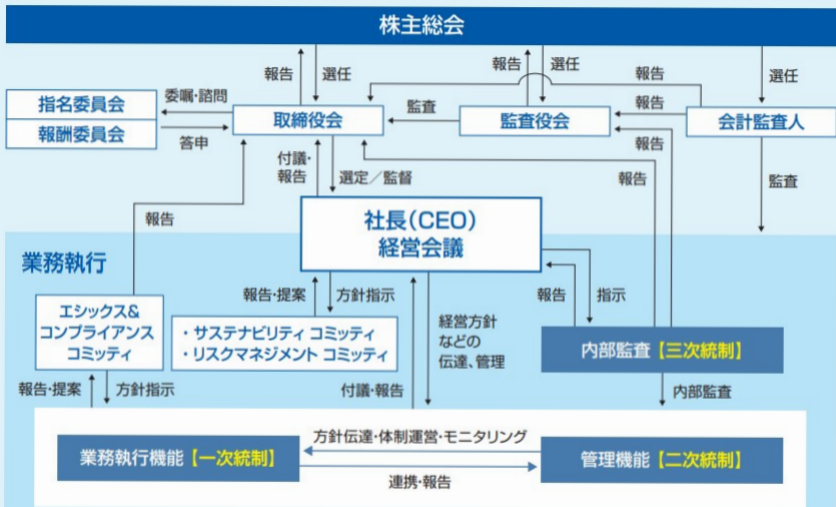 株主総会
報告
選任
報告
選任
報告
選任
指名委員会
報酬委員会
委嘱・諮問
答申
取締役会
監査
監査役会
報告
報告
会計監査人
付議・
報告
選定／監督
報告
監査
報告
社長（CEO）
経営会議
業務執行
報告・提案
方針指示
経営方針
などの
伝達、管理
報告
指示
エシックス&
コンプライアンス
コミッティ
・サステナビリティ コミッティ
・リスクマネジメント コミッティ
内部監査【三次統制】
報告・提案
方針指示
付議・報告
内部監査
業務執行機能【一次統制】
方針伝達・体制運営・モニタリング
連携・報告
管理機能【二次統制】